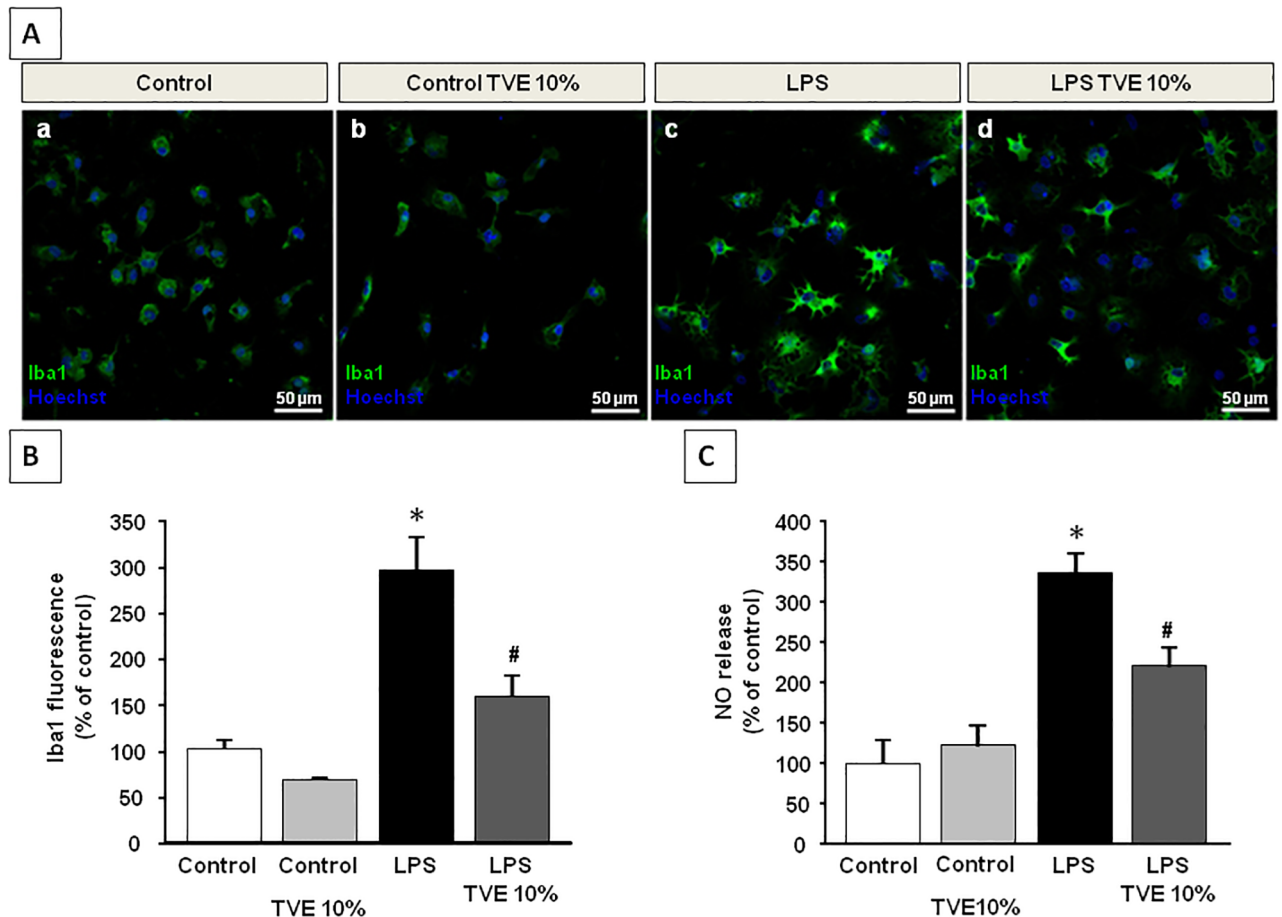 A
Control
Control TVE 10%
LPS
LPS TVE 10%
a
b
c
d
Iba1
Hoechst
50 µm
Iba1
Hoechst
50 µm
Iba1
Hoechst
50 µm
Iba1
Hoechst
50 µm
B
Iba1 fluorescence
(% of control)
350
300
250
200
150
100
50
0
*
#
Control
Control
TVE 10%
LPS
LPS
TVE 10%
C
NO release
(% of control)
400
350
300
250
200
150
100
50
0
*
#
Control
Control
TVE10%
LPS
LPS
TVE 10%